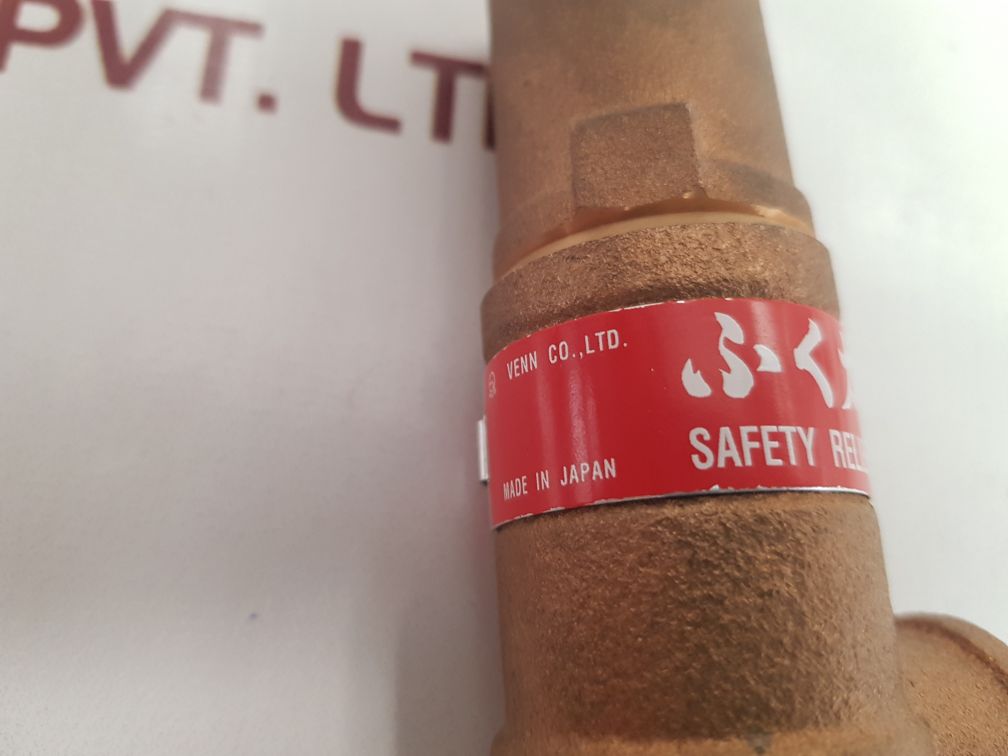 PVT. LT
VENN CO.,LTD.
ふく
SAFETY REL
MADE IN JAPAN